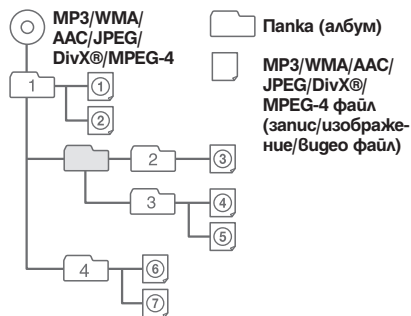 MP3/WMA/
AAC/JPEG/
DivX®/MPEG-4
1
①
②
2
③
3
④
⑤
4
⑥
⑦
Папка (албум)
MP3/WMA/AAC/
JPEG/DivX®/
MPEG-4 файл
(запис/изображе-
ние/видео файл)